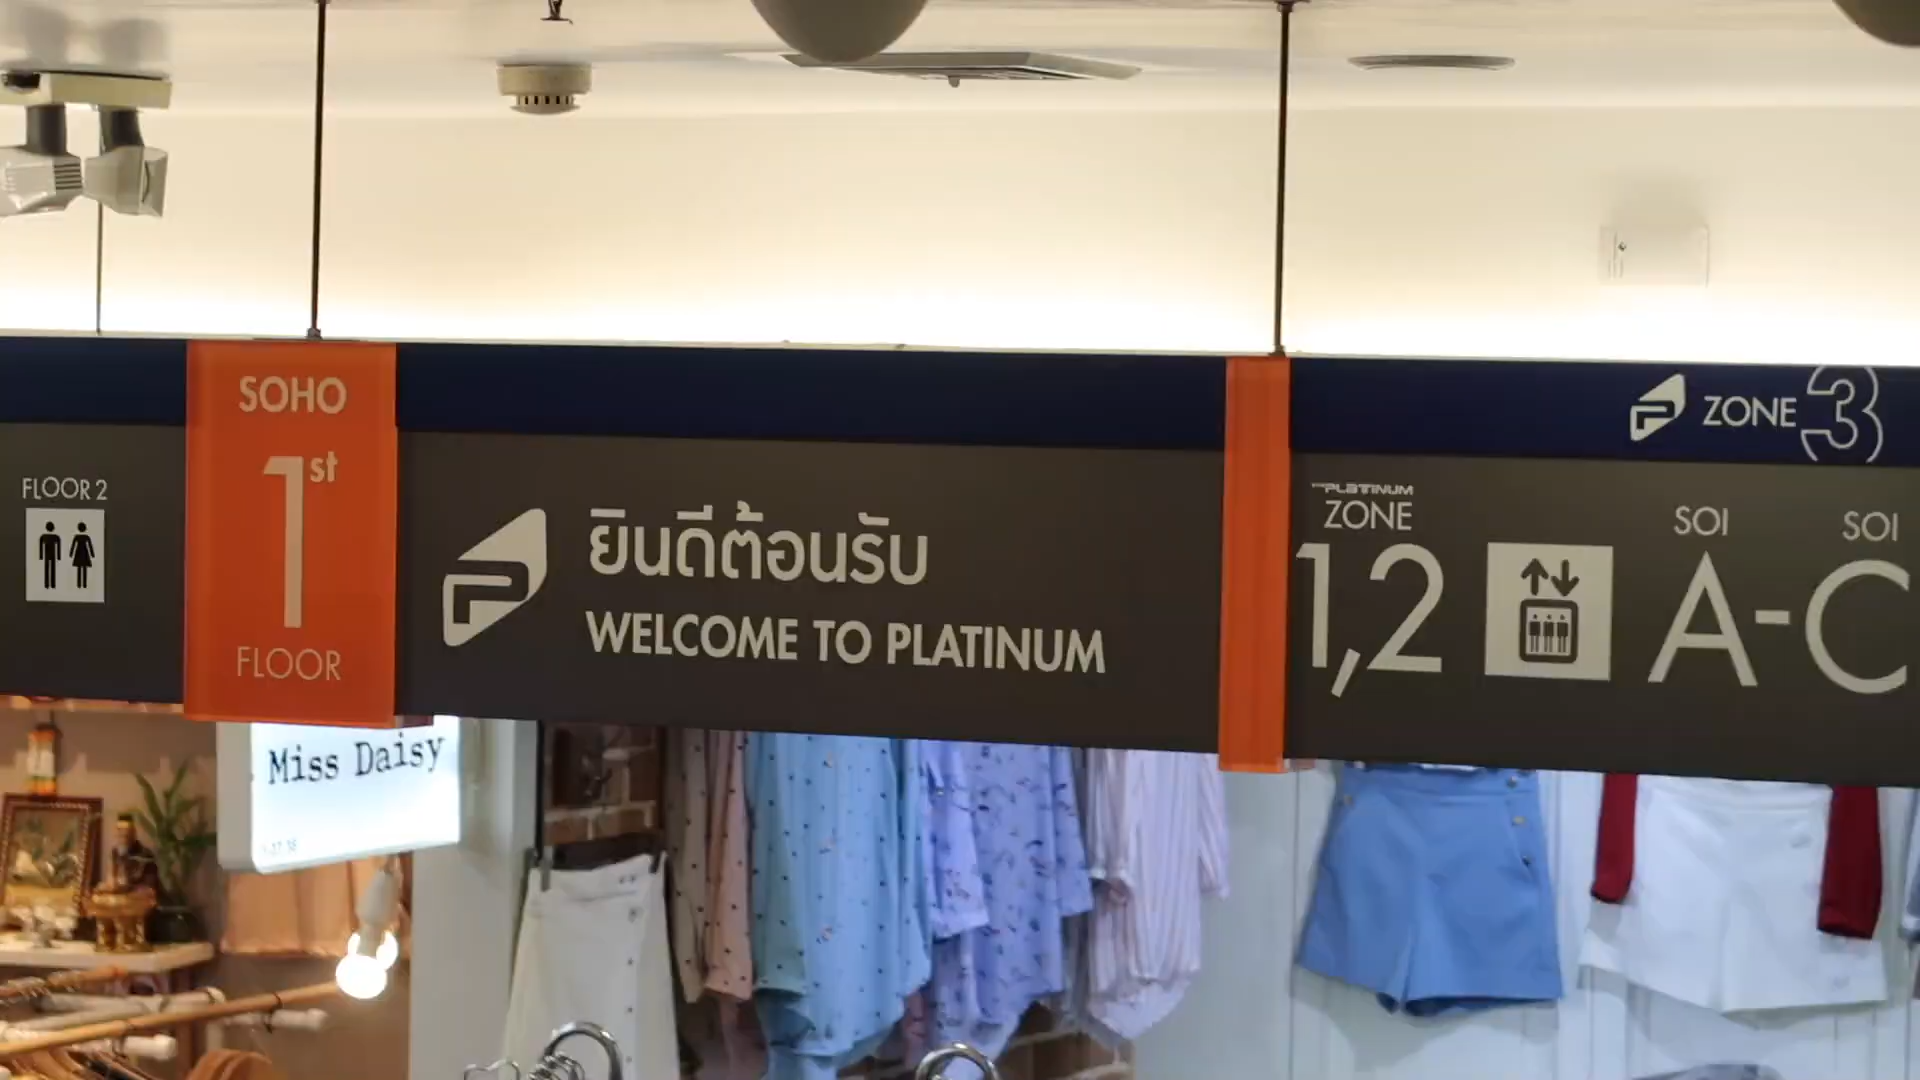 FLOOR 2
SOHO
1st
FLOOR
ยินดีต้อนรับ
WELCOME TO PLATINUM
ZONE 3
THE PLATINUM
ZONE
1,2
SOI
A-C
SOI
Miss Daisy